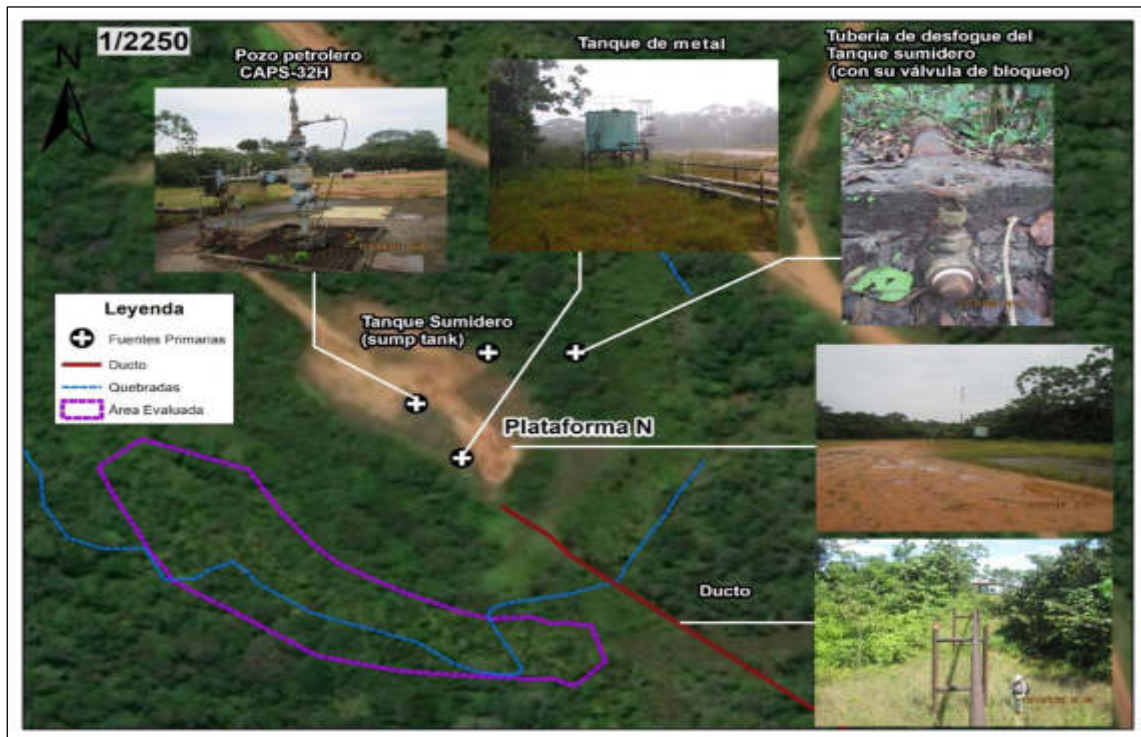 N
1/2250
Pozo petrolero
CAPS-32H
Tanque de metal
Tubería de desfogue del
Tanque sumidero
(con su válvula de bloqueo)
Leyenda
Fuentes Primarias
Ducto
Quebradas
Área Evaluada
Tanque Sumidero
(sump tank)
Plataforma N
Ducto